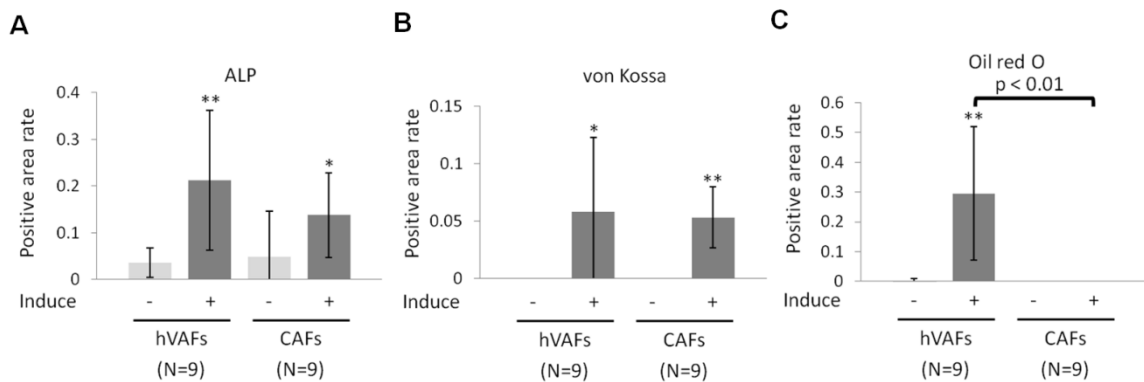 A
ALP
Positive area rate
0.4
0.3
0.2
0.1
0
**
*
Induce - + - +
hVAFs CAFs
(N=9) (N=9)
B
von Kossa
Positive area rate
0.15
0.1
0.05
0
*
**
- + - +
hVAFs CAFs
(N=9) (N=9)
C
Oil red O
p < 0.01
Positive area rate
0.6
0.5
0.4
0.3
0.2
0.1
0
**
Induce - + - +
hVAFs CAFs
(N=9) (N=9)